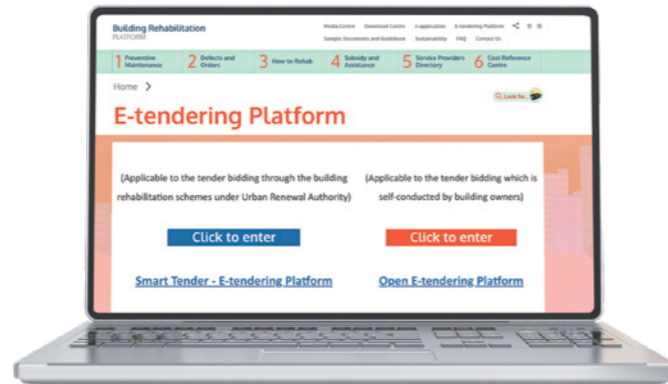 Building Rehabilitation
PLATFORM
Media Centre Download Centre e-application E-tendering Platform
Sample Documents and Guidebook Sustainability FAQ Contact Us
1 Preventive Maintenance 2 Defects and Orders 3 How to Rehab 4 Subsidy and Assistance 5 Service Providers Directory 6 Cost Reference Centre
Home >
Look for...
E-tendering Platform
(Applicable to the tender bidding through the building
rehabilitation schemes under Urban Renewal Authority)
Click to enter
Smart Tender - E-tendering Platform
(Applicable to the tender bidding which is
self-conducted by building owners)
Click to enter
Open E-tendering Platform